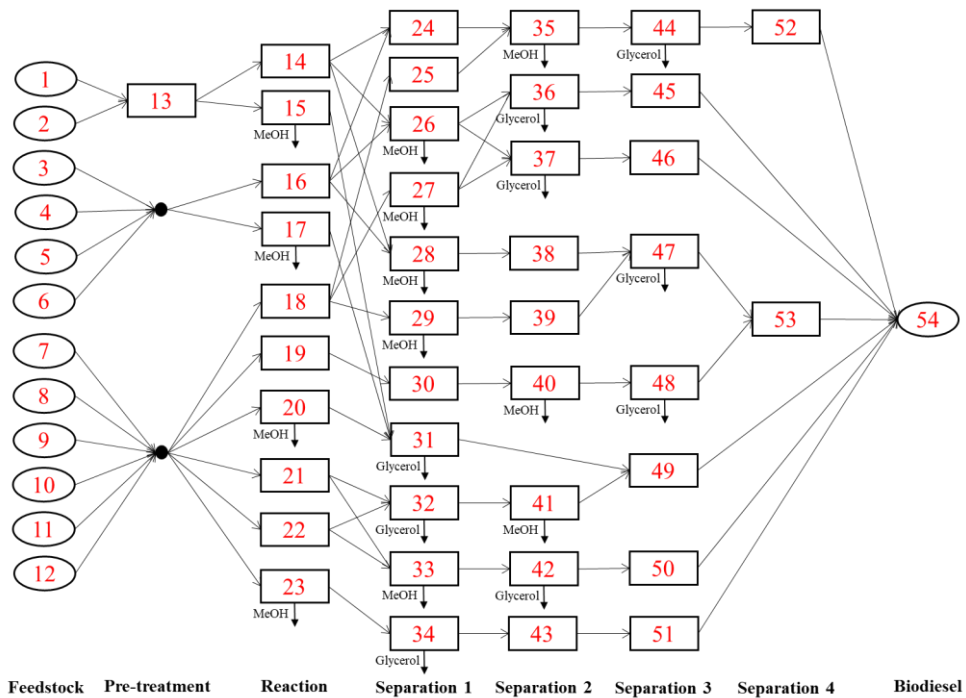 24
35
44
52
14
MeOH
Glycerol
1
25
13
36
45
15
2
26
Glycerol
MeOH
MeOH
3
37
46
16
27
Glycerol
4
17
MeOH
5
28
38
47
MeOH
6
18
MeOH
Glycerol
29
39
53
54
7
19
MeOH
30
40
48
8
20
MeOH
Glycerol
9
MeOH
31
49
21
Glycerol
10
32
41
11
22
Glycerol
MeOH
12
33
42
50
23
MeOH
Glycerol
MeOH
34
43
51
Glycerol
Feedstock Pre-treatment Reaction Separation 1 Separation 2 Separation 3 Separation 4 Biodiesel